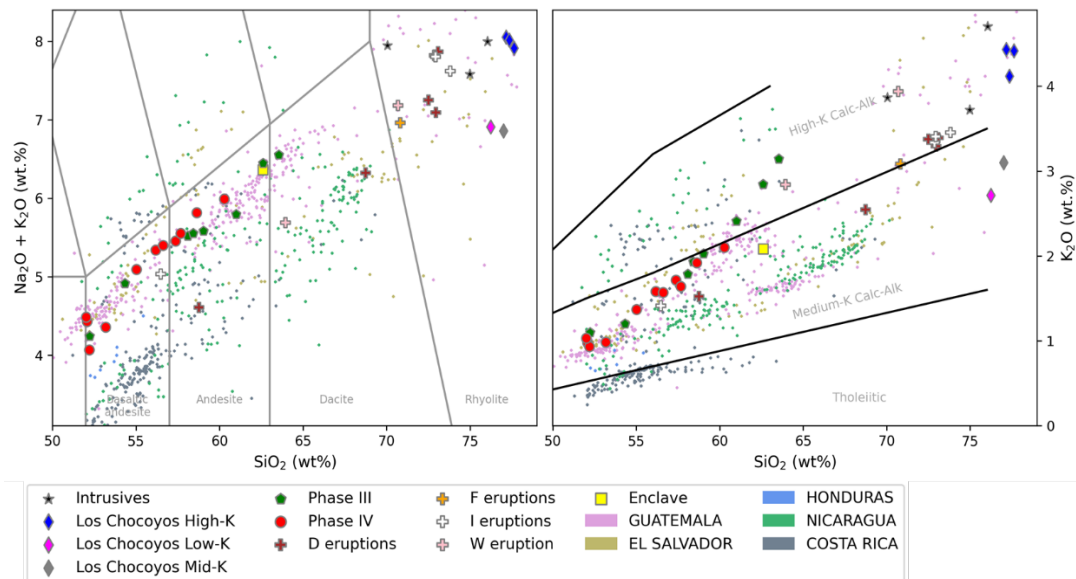 8
7
6
5
4
Na₂O + K₂O (wt.%)
Basaltic
andesite
Andesite
Dacite
Rhyolite
50 55 60 65 70 75
SiO₂ (wt%)
High-K Calc-Alk
Medium-K Calc-Alk
Tholeiitic
50 55 60 65 70 75
SiO₂ (wt%)
4
3
2
1
0
K₂O (wt.%)
Intrusives
Los Chocoyos High-K
Los Chocoyos Low-K
Los Chocoyos Mid-K
Phase III
Phase IV
D eruptions
F eruptions
I eruptions
W eruption
Enclave
GUATEMALA
EL SALVADOR
HONDURAS
NICARAGUA
COSTA RICA